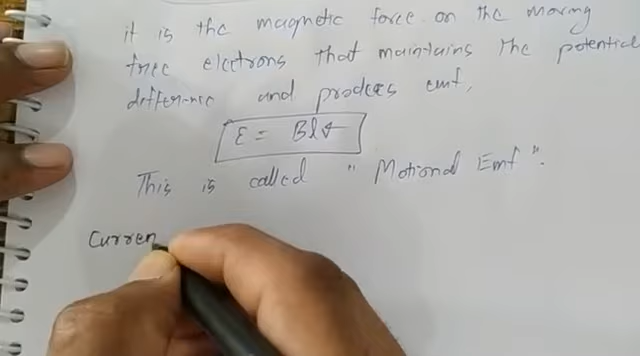 it is the magnetic force on the moving
free electrons that maintains the potential
difference and produces emf,
ε = Blv
This is called " Motional Emf ".
Curren